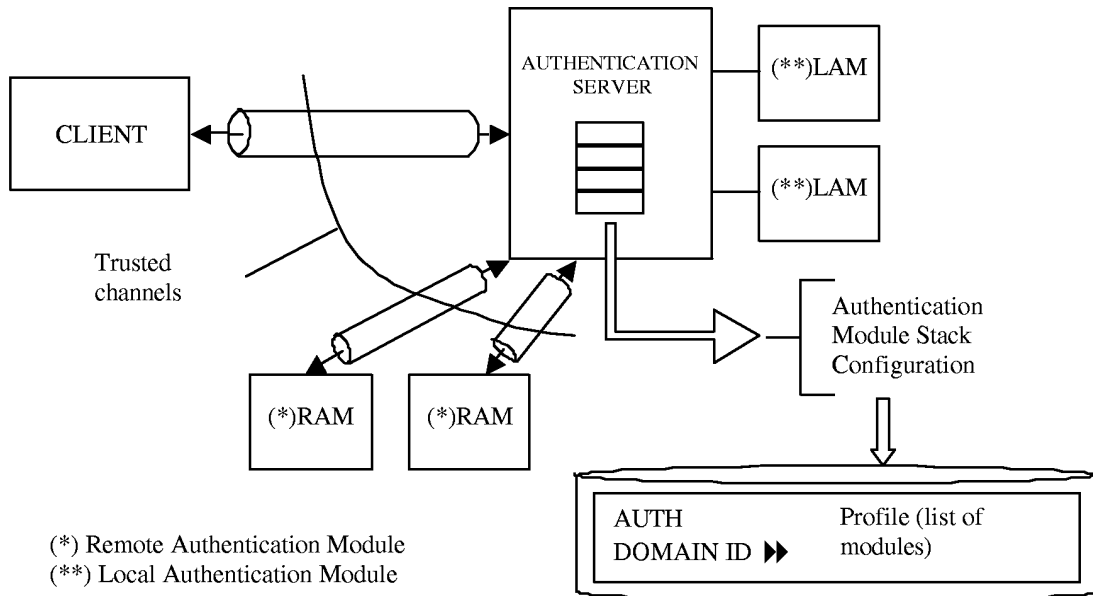 AUTHENTICATION
SERVER
(**)LAM
CLIENT
(**)LAM
Trusted
channels
Authentication
Module Stack
Configuration
(*)RAM
(*)RAM
AUTH
DOMAIN ID
Profile (list of
modules)
(*) Remote Authentication Module
(**) Local Authentication Module